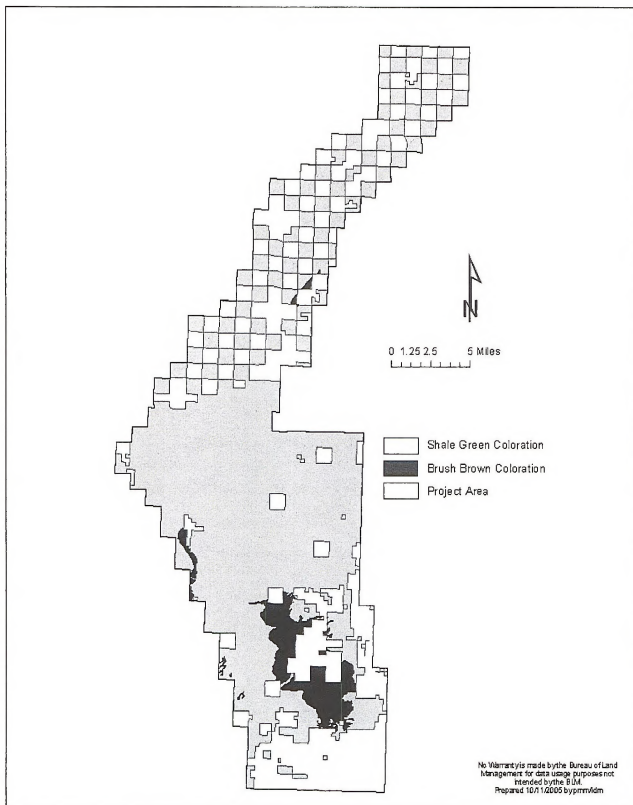 N
0 1.25 2.5 5 Miles
Shale Green Coloration
Brush Brown Coloration
Project Area
No Warranty is made by the Bureau of Land
Management for data usage purposes not
intended by the BLM.
Prepared 10/11/2005 by pmm/ldm